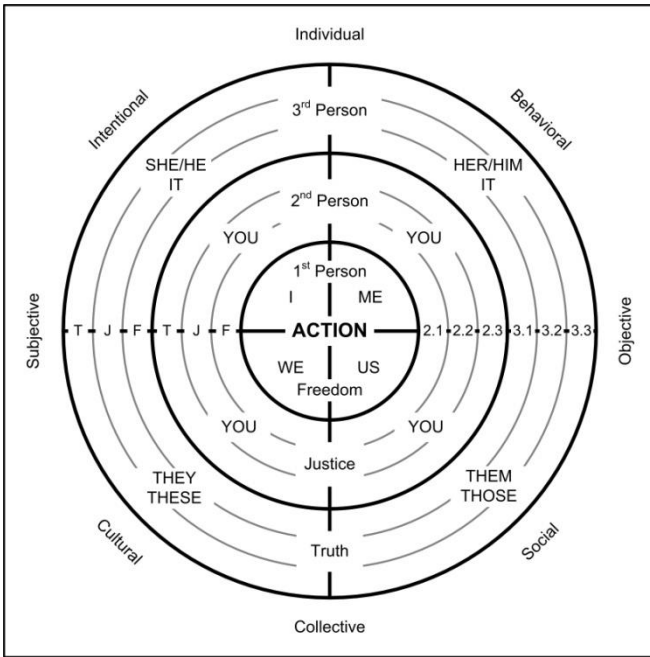 Individual
Intentional
Behavioral
3rd Person
SHE/HE
IT
HER/HIM
IT
2nd Person
YOU
YOU
1st Person
I
ME
Subjective
T J F T J F
ACTION
2.1 2.2 2.3 3.1 3.2 3.3
Objective
WE
US
Freedom
YOU
YOU
Justice
THEY
THESE
THEM
THOSE
Cultural
Social
Truth
Collective